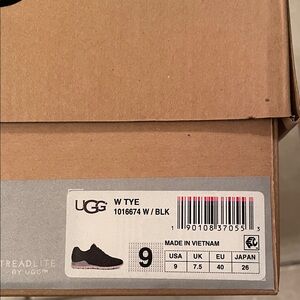 UGG
W TYE
1016674 W / BLK
1 90108 37055 3
MADE IN VIETNAM
9
USA UK EU JAPAN
9 7.5 40 26
TREADLITE
BY UGG™